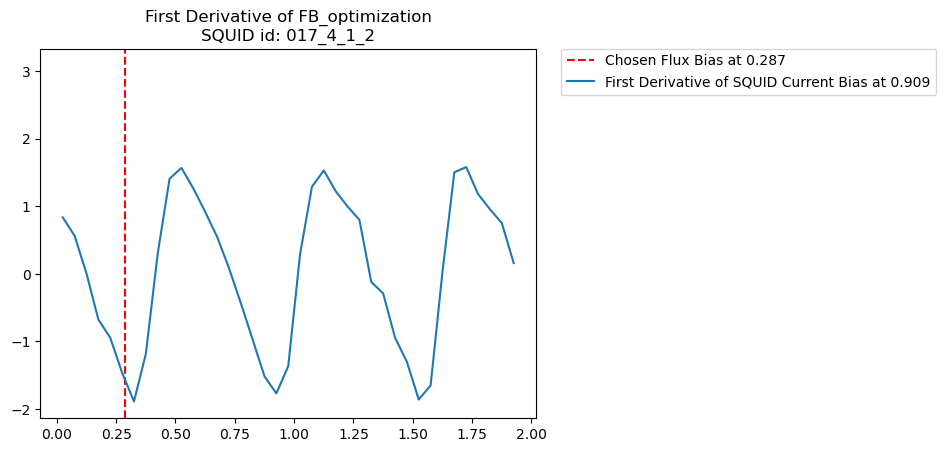 First Derivative of FB_optimization
SQUID id: 017_4_1_2
Chosen Flux Bias at 0.287
First Derivative of SQUID Current Bias at 0.909
3
2
1
0
−1
−2
0.00 0.25 0.50 0.75 1.00 1.25 1.50 1.75 2.00